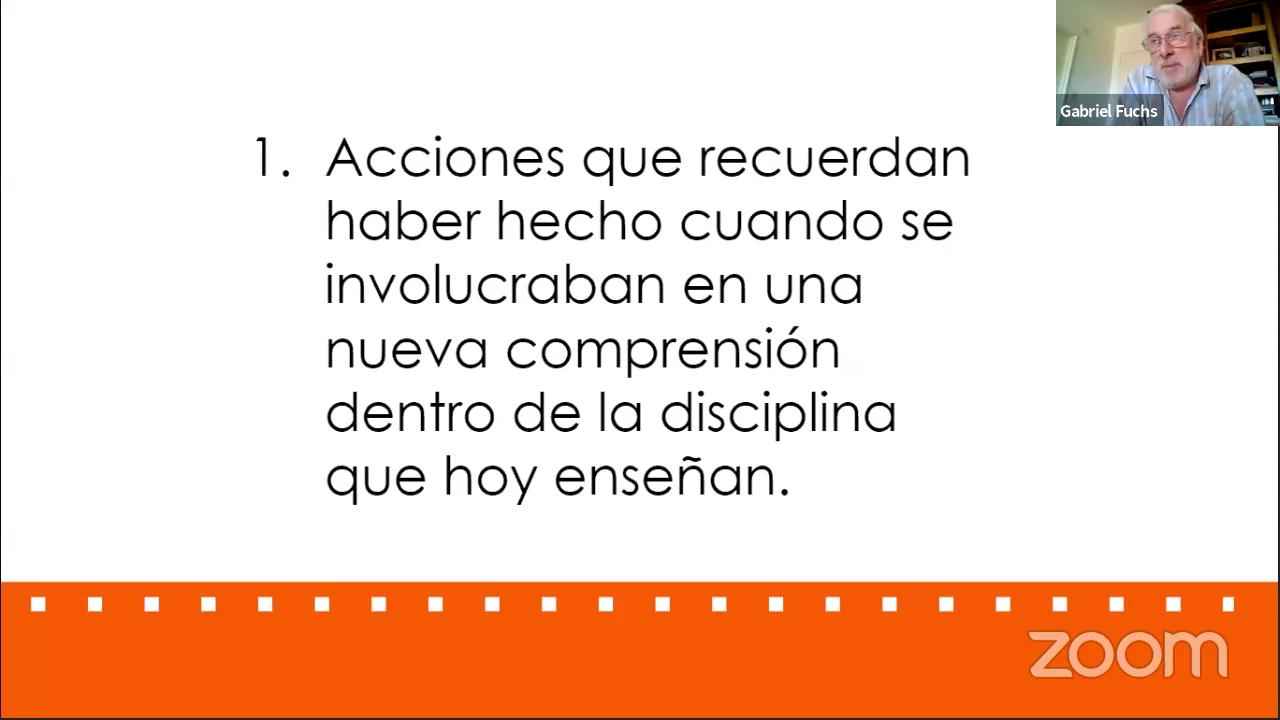 Gabriel Fuchs
1. Acciones que recuerdan
haber hecho cuando se
involucraban en una
nueva comprensión
dentro de la disciplina
que hoy enseñan.
zoom